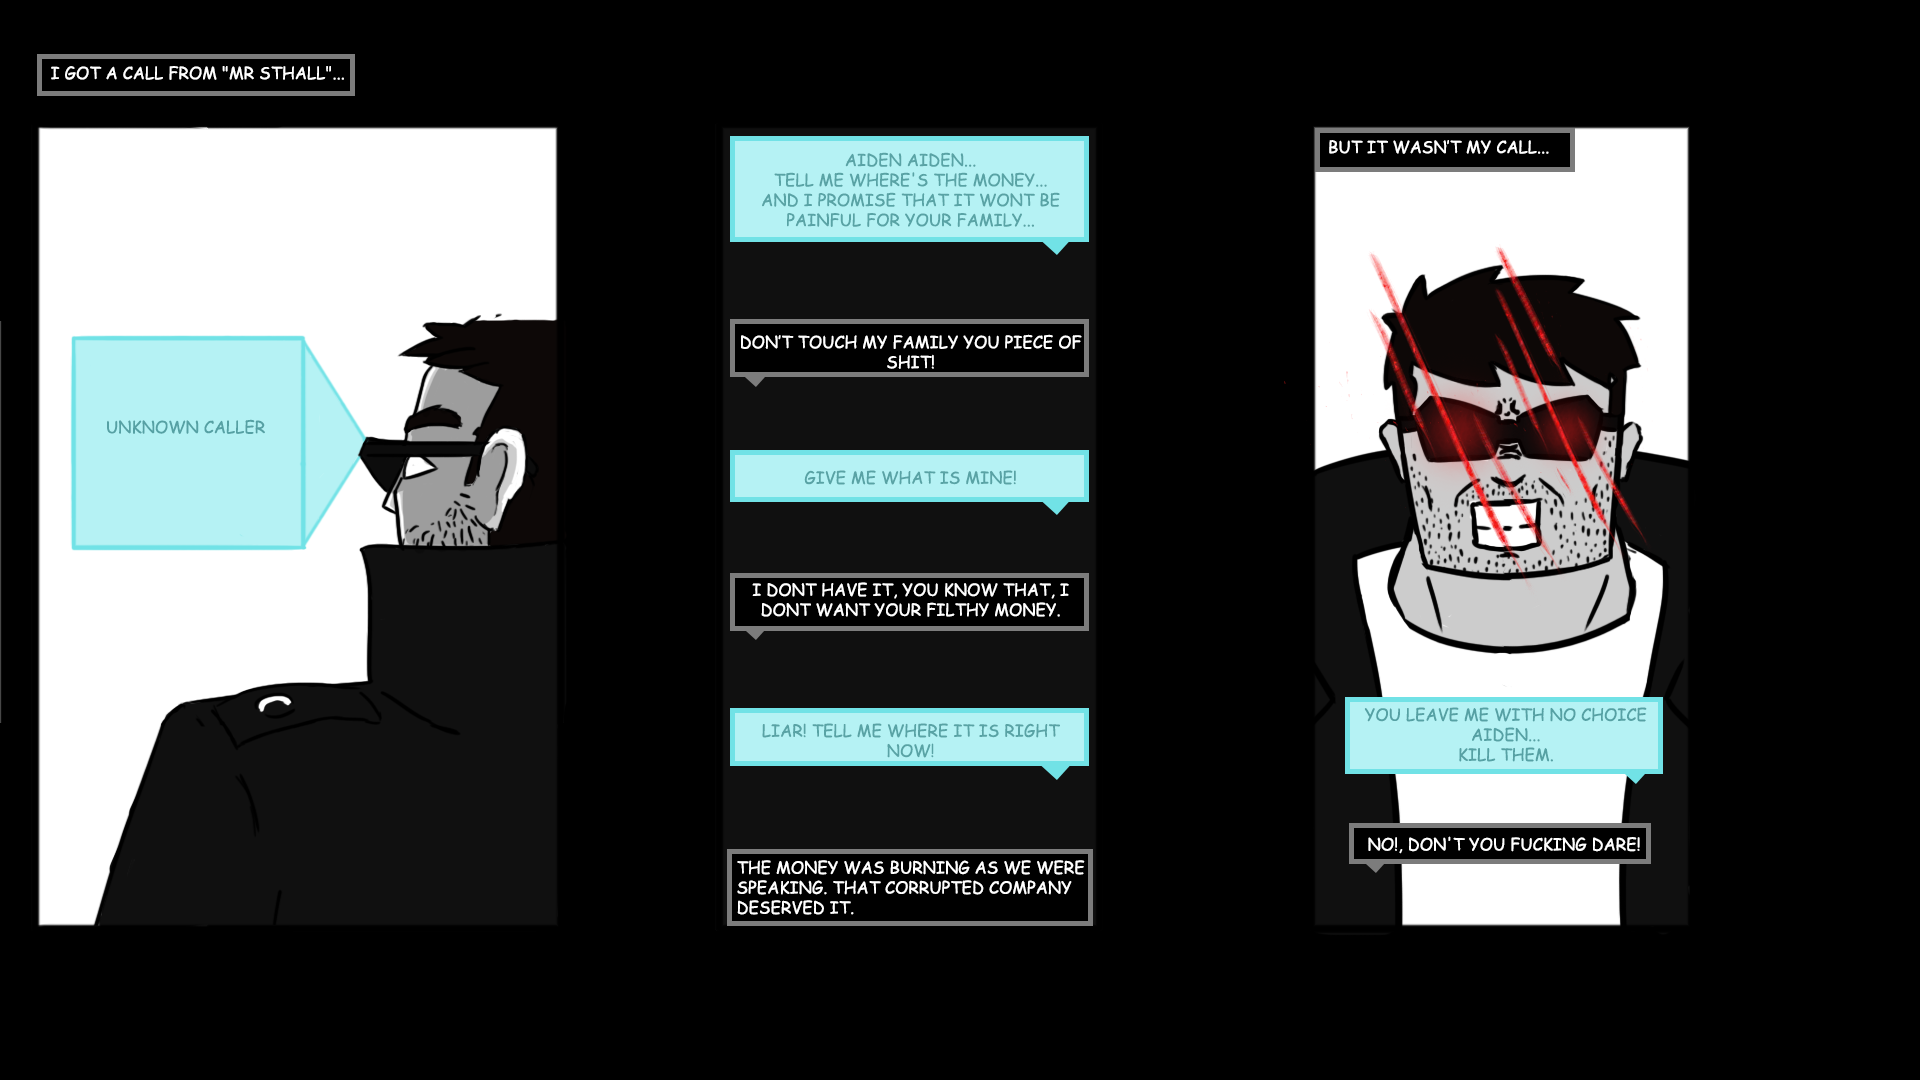 I GOT A CALL FROM "MR STHALL"...
UNKNOWN CALLER
AIDEN AIDEN...
TELL ME WHERE'S THE MONEY...
AND I PROMISE THAT IT WONT BE
PAINFUL FOR YOUR FAMILY...
DON'T TOUCH MY FAMILY YOU PIECE OF
SHIT!
GIVE ME WHAT IS MINE!
I DONT HAVE IT, YOU KNOW THAT, I
DONT WANT YOUR FILTHY MONEY.
LIAR! TELL ME WHERE IT IS RIGHT
NOW!
THE MONEY WAS BURNING AS WE WERE
SPEAKING. THAT CORRUPTED COMPANY
DESERVED IT.
BUT IT WASN'T MY CALL...
YOU LEAVE ME WITH NO CHOICE
AIDEN...
KILL THEM.
NO!, DON'T YOU FUCKING DARE!